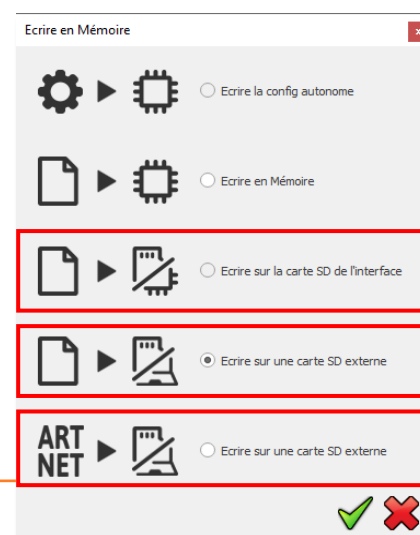 Ecrire en Mémoire
x
Ecrire la config autonome
Ecrire en Mémoire
Ecrire sur la carte SD de l'interface
Ecrire sur une carte SD externe
ART
NET
Ecrire sur une carte SD externe